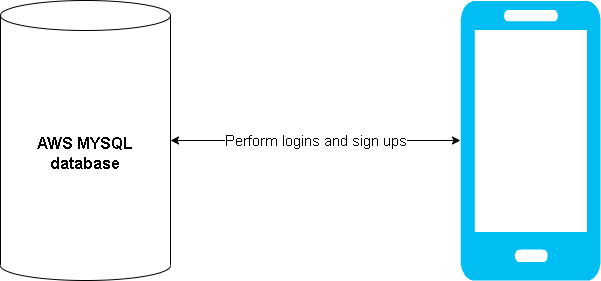 AWS MYSQL
database
Perform logins and sign ups